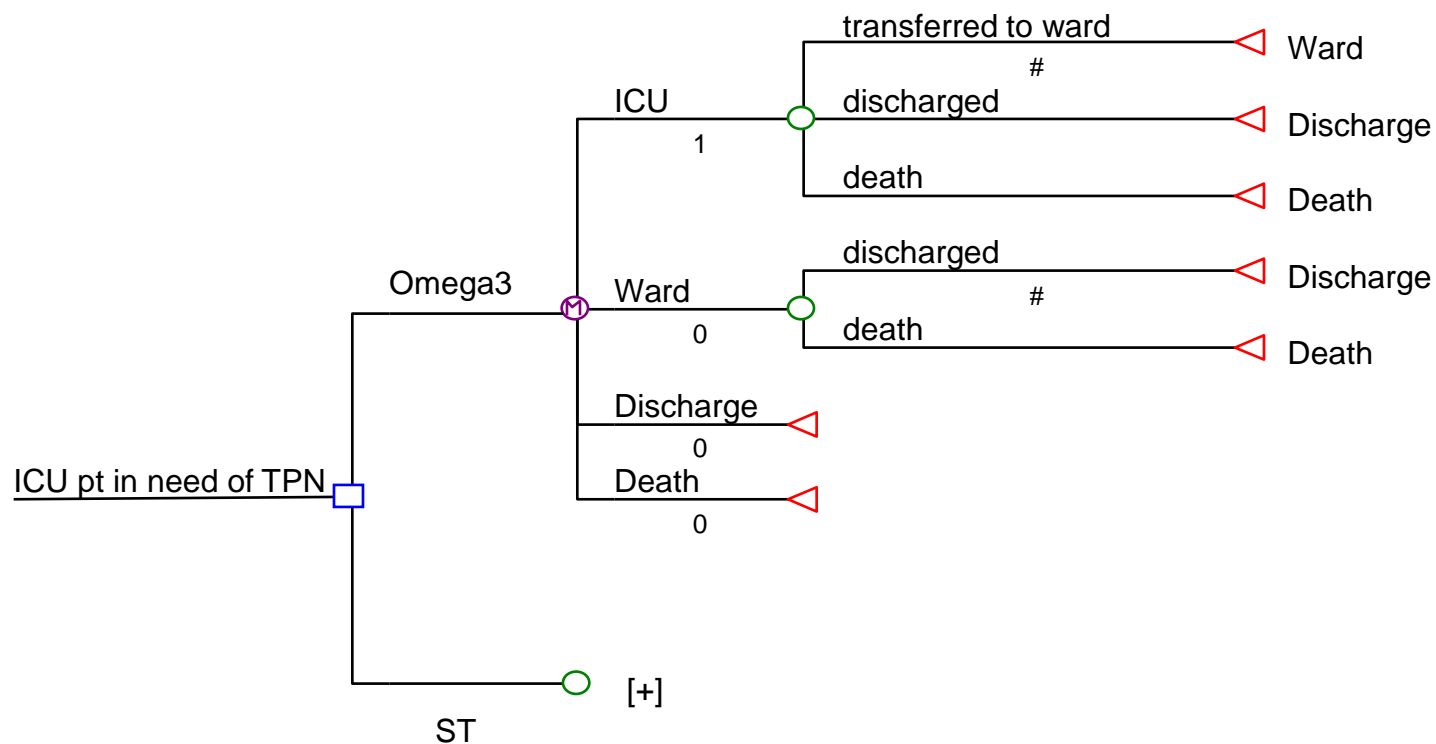 transferred to ward
#
Ward
ICU
1
discharged
Discharge
death
Death
Omega3
M
Ward
0
discharged
#
Discharge
death
Death
Discharge
0
Death
0
ICU pt in need of TPN
[+]
ST